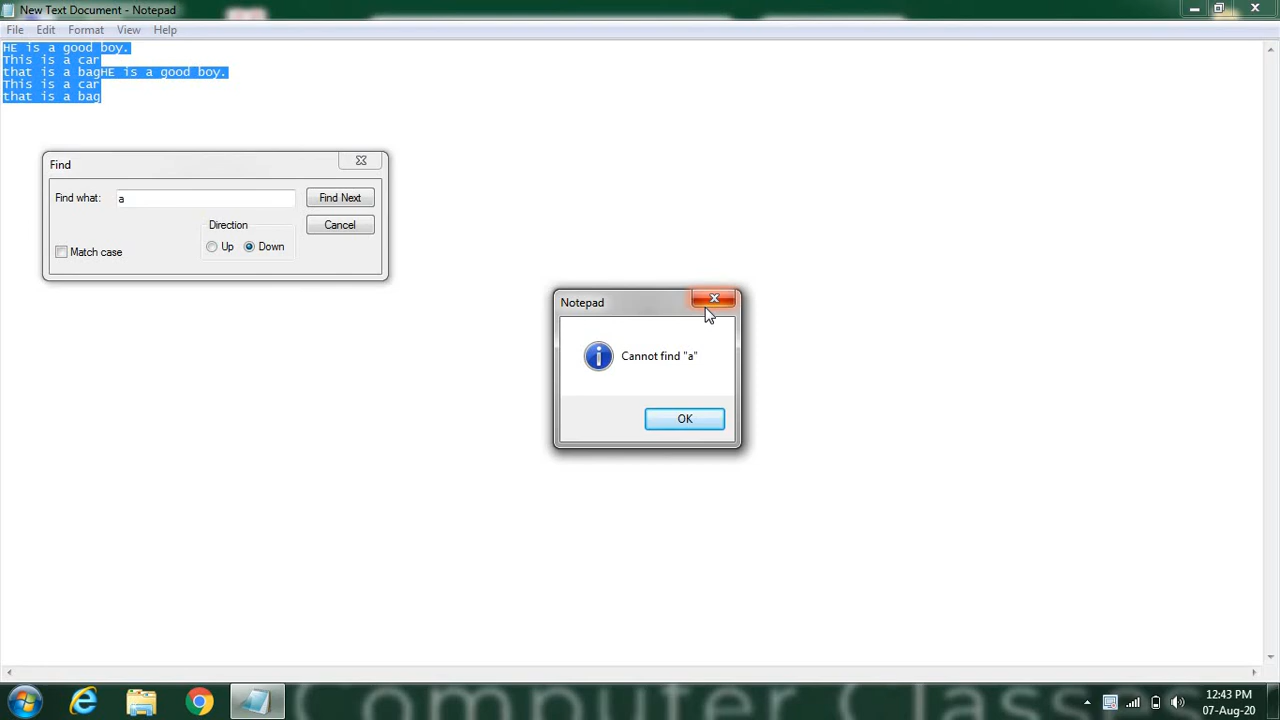 New Text Document - Notepad
File Edit Format View Help
HE is a good boy.
This is a car
that is a bagHE is a good boy.
This is a car
that is a bag
Find
Find what: a
Find Next
Direction
Cancel
Up Down
Match case
Notepad
Cannot find "a"
OK
Computer Class
12:43 PM
07-Aug-20